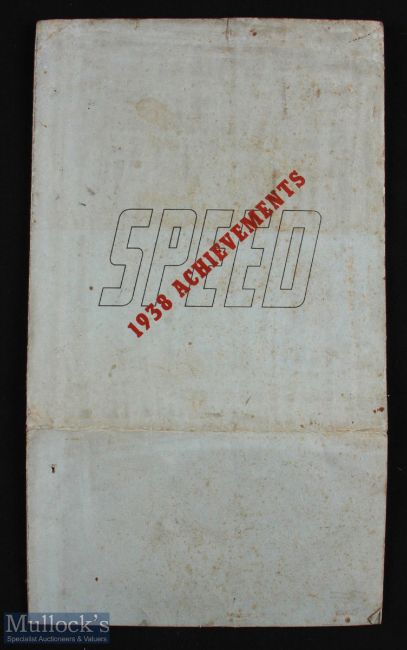 SPEED
1938 ACHIEVEMENTS
Mullock's
Specialist Auctioneers & Valuers